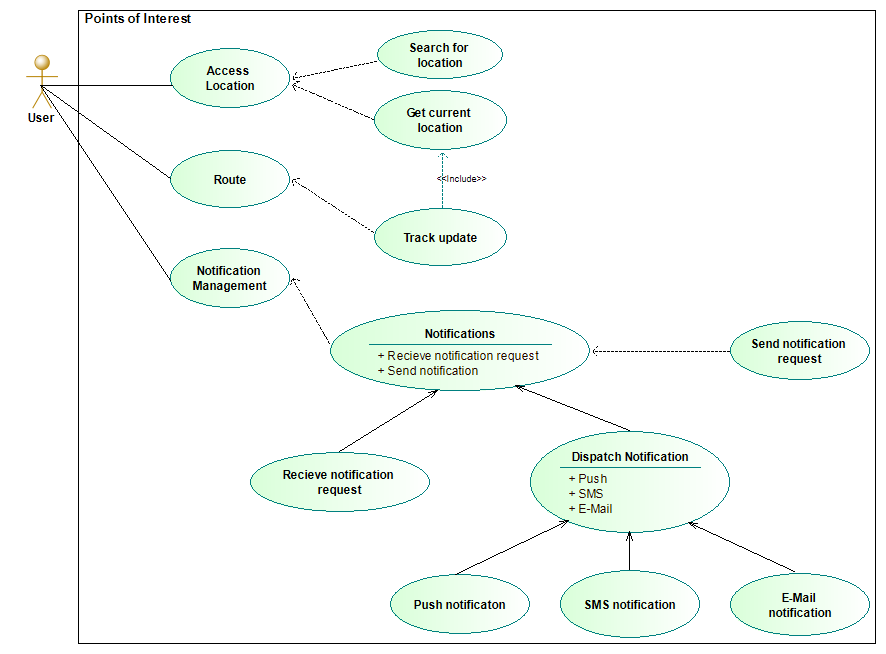 Points of Interest
User
Access
Location
Search for
location
Get current
location
<<Include>>
Route
Track update
Notification
Management
Notifications
+ Recieve notification request
+ Send notification
Send notification
request
Recieve notification
request
Dispatch Notification
+ Push
+ SMS
+ E-Mail
Push notificaton
SMS notification
E-Mail
notification